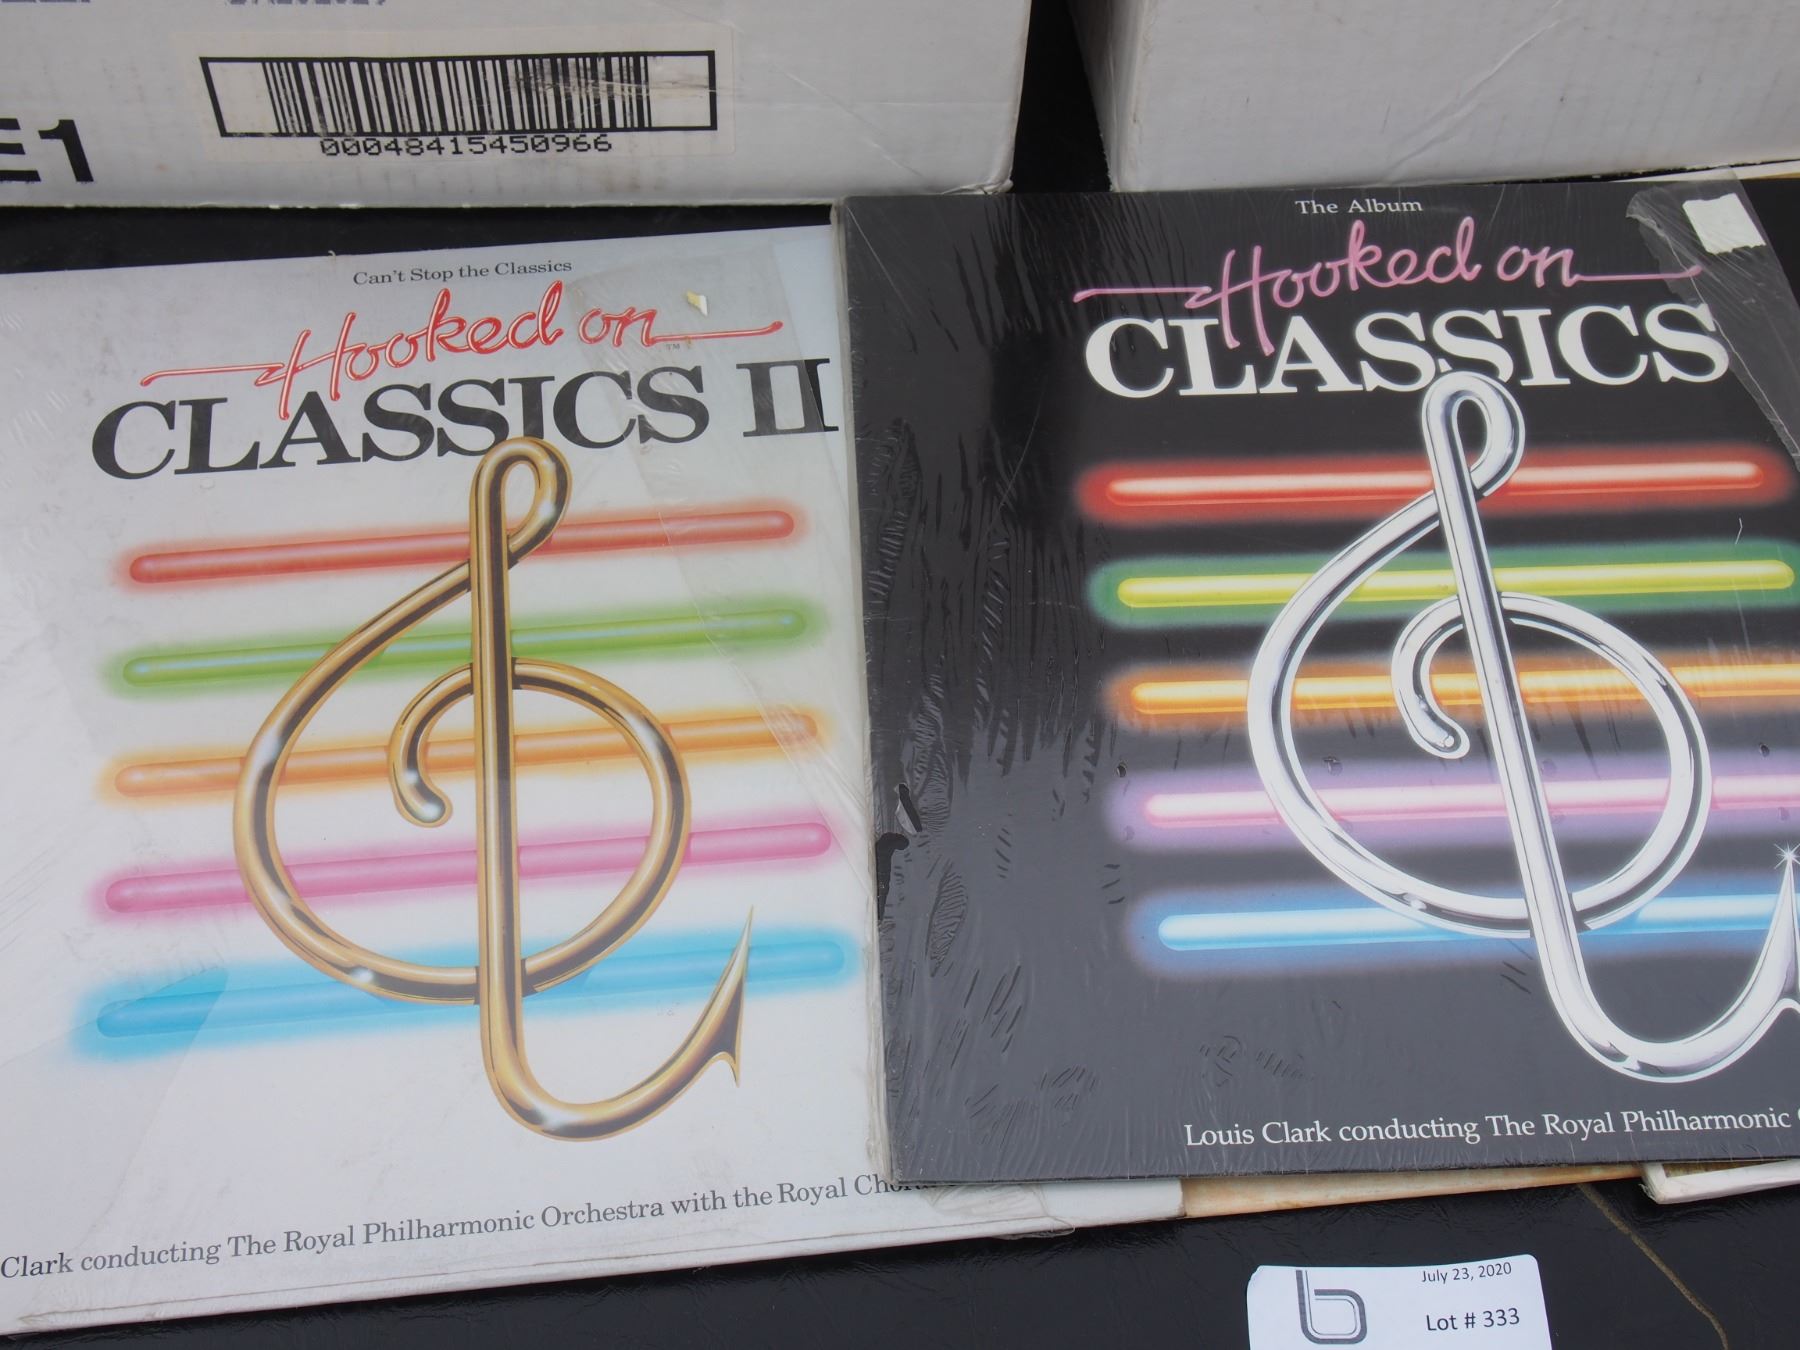 E1
00048415450966
Can't Stop the Classics
Hooked on
TM
CLASSICS II
Clark conducting The Royal Philharmonic Orchestra with the Royal
The Album
Hooked on
CLASSICS
Louis Clark conducting The Royal Philharmonic
July 23, 2020
Lot # 333